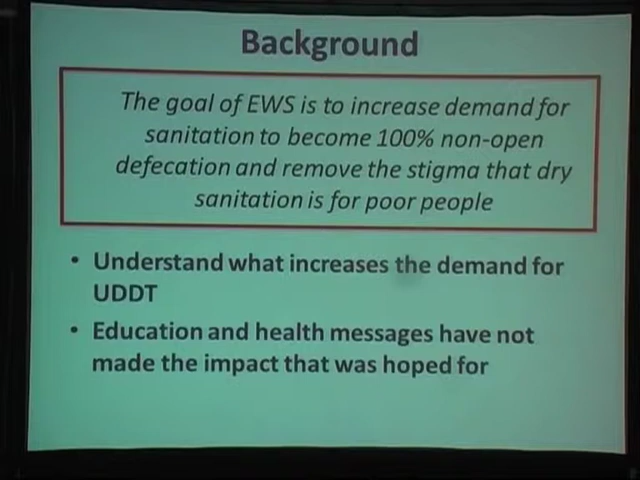 Background
The goal of EWS is to increase demand for
sanitation to become 100% non-open
defecation and remove the stigma that dry
sanitation is for poor people
• Understand what increases the demand for
UDDT
• Education and health messages have not
made the impact that was hoped for